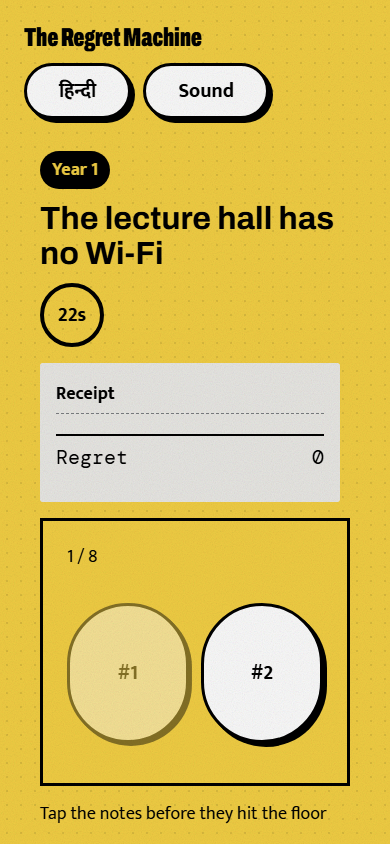 The Regret Machine
हिन्दी
Sound
Year 1
The lecture hall has
no Wi-Fi
22s
Receipt
Regret 0
1 / 8
#1
#2
Tap the notes before they hit the floor